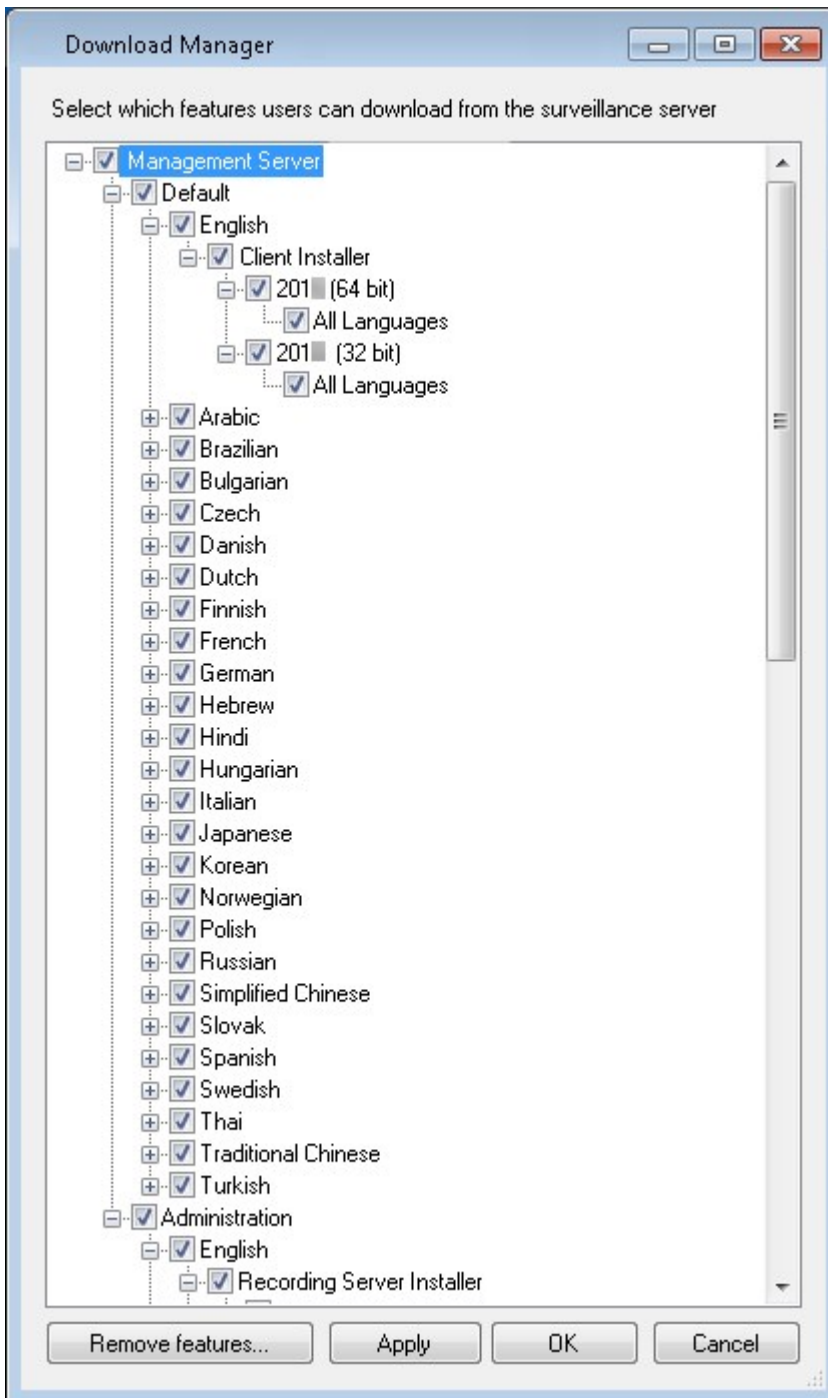 Download Manager
Select which features users can download from the surveillance server
Management Server
Default
English
Client Installer
201 (64 bit)
All Languages
201 (32 bit)
All Languages
Arabic
Brazilian
Bulgarian
Czech
Danish
Dutch
Finnish
French
German
Hebrew
Hindi
Hungarian
Italian
Japanese
Korean
Norwegian
Polish
Russian
Simplified Chinese
Slovak
Spanish
Swedish
Thai
Traditional Chinese
Turkish
Administration
English
Recording Server Installer
Remove features... Apply OK Cancel